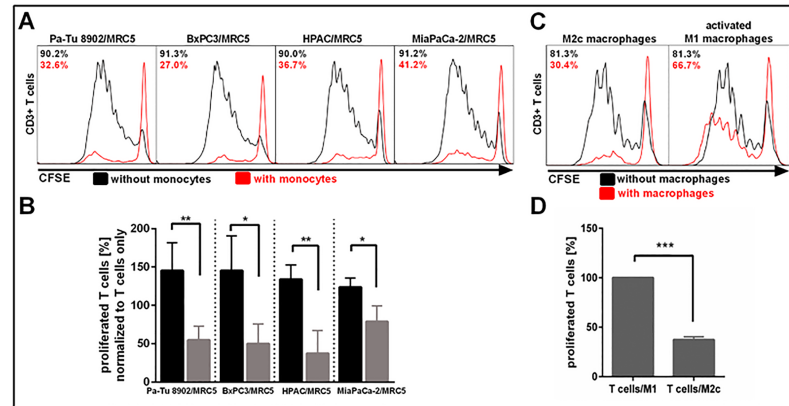 A
Pa-Tu 8902/MRC5
BxPC3/MRC5
HPAC/MRC5
MiaPaCa-2/MRC5
90.2%
32.6%
91.3%
27.0%
90.0%
36.7%
91.2%
41.2%
CD3+ T cells
CFSE
without monocytes
with monocytes
B
proliferated T cells [%]
normalized to T cells only
200
150
100
50
0
**
*
**
*
Pa-Tu 8902/MRC5
BxPC3/MRC5
HPAC/MRC5
MiaPaCa-2/MRC5
C
M2c macrophages
activated
M1 macrophages
81.3%
30.4%
81.3%
66.7%
CD3+ T cells
CFSE
without macrophages
with macrophages
D
proliferated T cells [%]
150
100
50
0
***
T cells/M1
T cells/M2c